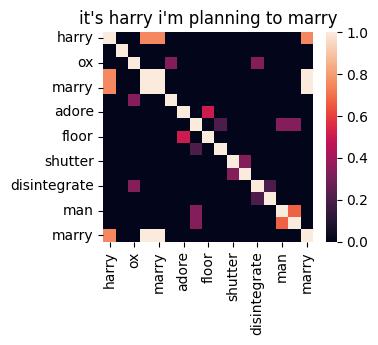 it's harry i'm planning to marry
harry
ox
marry
adore
floor
shutter
disintegrate
man
marry
1.0
0.8
0.6
0.4
0.2
0.0
harry
ox
marry
adore
floor
shutter
disintegrate
man
marry